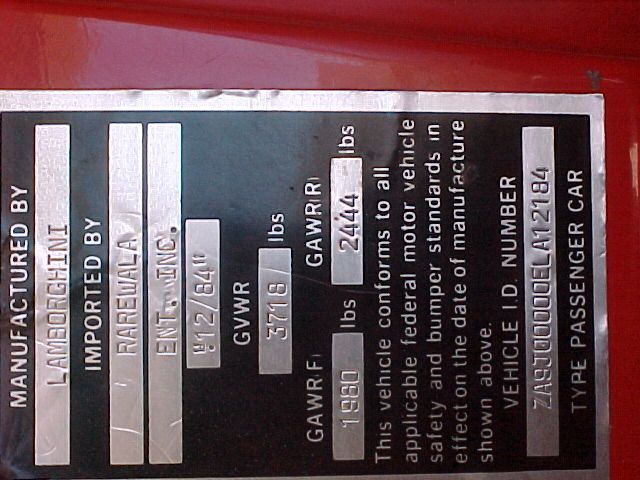 MANUFACTURED BY
LAMBORGHINI
IMPORTED BY
RAREWALA
ENT. INC.
"12/84"
GVWR
3718 lbs
GAWR(F) GAWR(R)
1980 lbs 2444 lbs
This vehicle conforms to all
applicable federal motor vehicle
safety and bumper standards in
effect on the date of manufacture
shown above.
VEHICLE I.D. NUMBER
ZA9J00000ELA12184
TYPE PASSENGER CAR